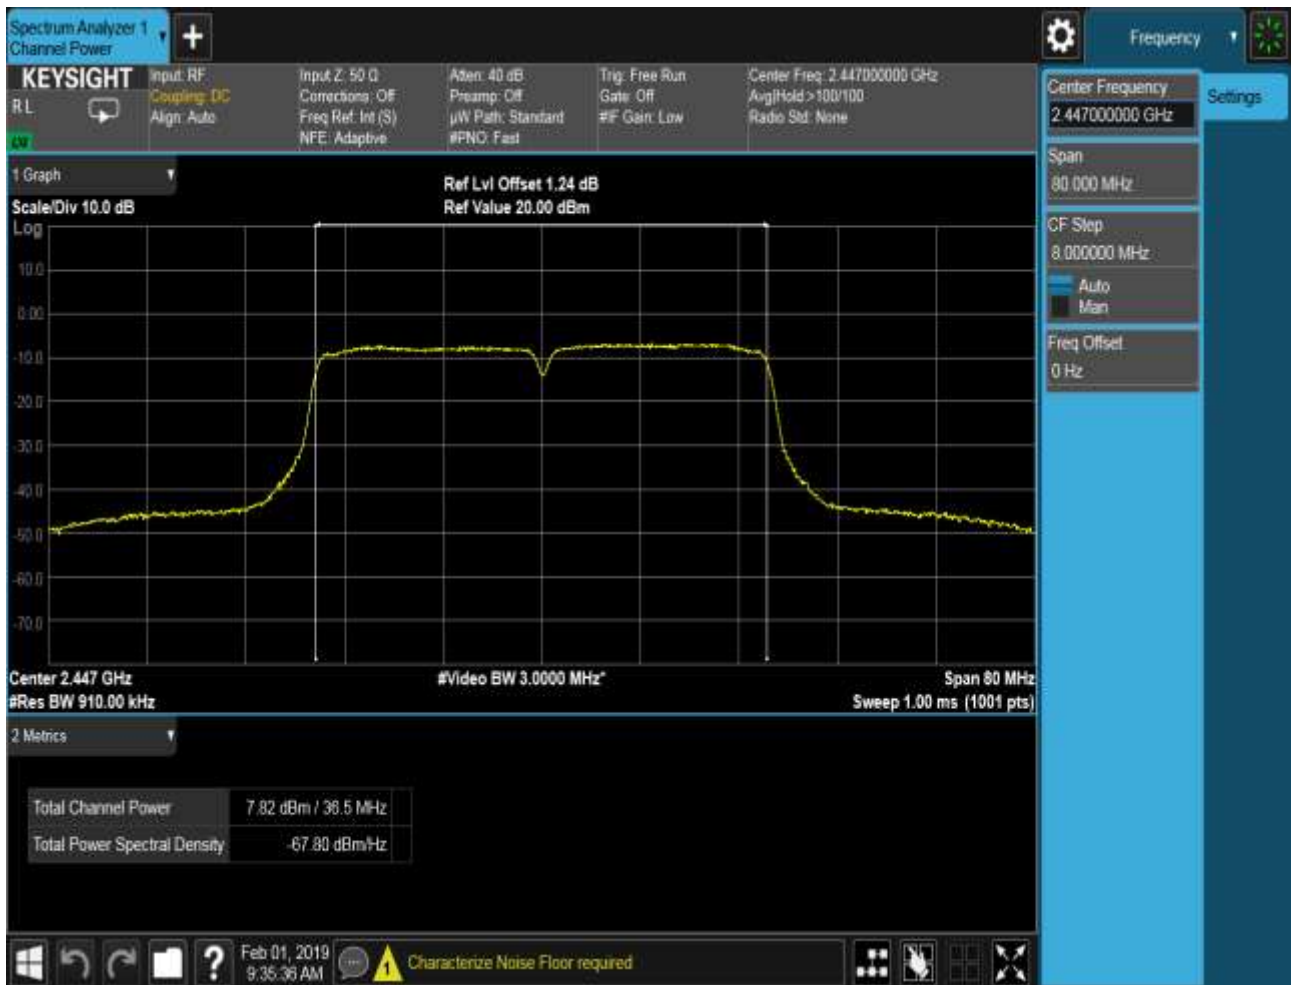 Spectrum Analyzer 1
Channel Power
Frequency
KEYSIGHT
R L
Input: RF
Coupling: DC
Align: Auto
Input Z: 50 Ω
Corrections: Off
Freq Ref: Int (S)
NFE: Adaptive
Atten: 40 dB
Preamp: Off
µW Path: Standard
#PNO: Fast
Trig: Free Run
Gate: Off
#IF Gain: Low
Center Freq: 2.447000000 GHz
Avg|Hold >100/100
Radio Std: None
Center Frequency
2.447000000 GHz
Settings
Span
80.000 MHz
CF Step
8.000000 MHz
Auto
Man
Freq Offset
0 Hz
1 Graph
Scale/Div 10.0 dB
Ref Lvl Offset 1.24 dB
Ref Value 20.00 dBm
Log
10.0
0.00
-10.0
-20.0
-30.0
-40.0
-50.0
-60.0
-70.0
Center 2.447 GHz
#Video BW 3.0000 MHz*
Span 80 MHz
#Res BW 910.00 kHz
Sweep 1.00 ms (1001 pts)
2 Metrics
Total Channel Power 7.82 dBm / 36.5 MHz
Total Power Spectral Density -67.80 dBm/Hz
?
Feb 01, 2019
9:35:36 AM
1
Characterize Noise Floor required